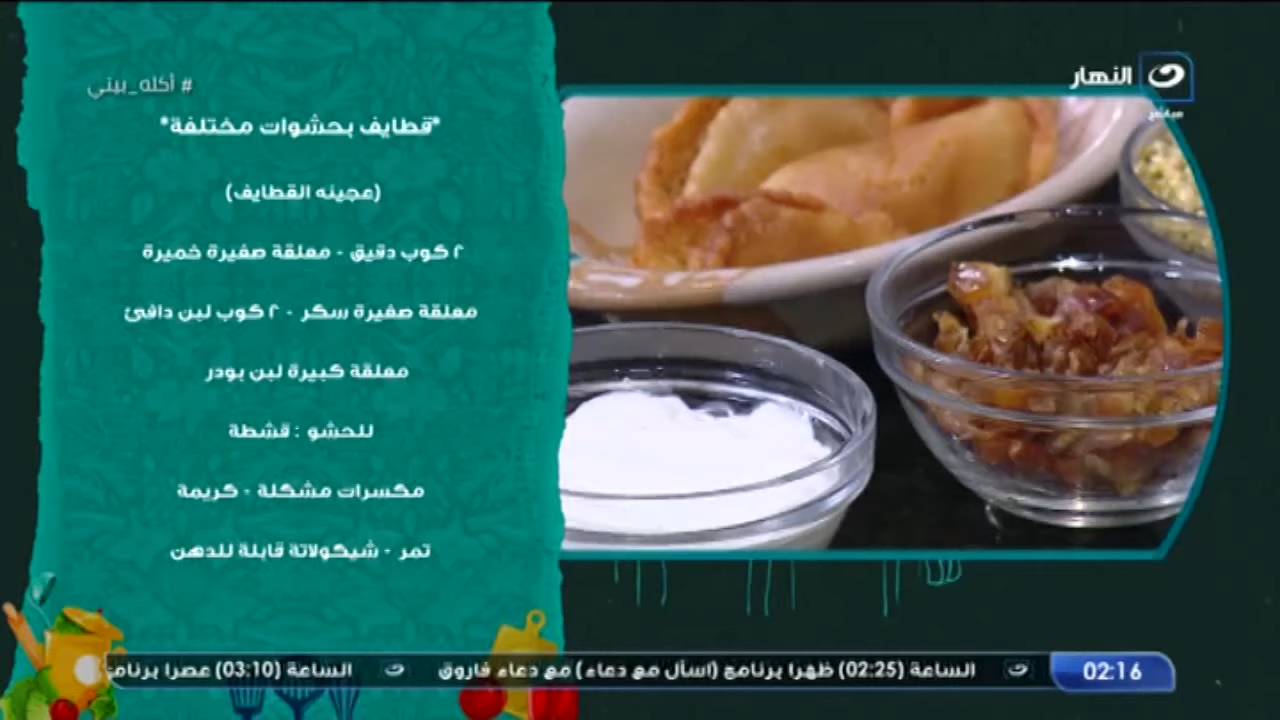 النهار
مباشر
# أكله_بيتي
*قطايف بحشوات مختلفة*
(عجينه القطايف)
٢ كوب دقيق - معلقة صغيرة خميرة
معلقة صغيرة سكر - ٢ كوب لبن دافئ
معلقة كبيرة لبن بودر
للحشو : قشطة
مكسرات مشكلة - كريمة
تمر - شيكولاتة قابلة للدهن
02:16
الساعة (02:25) ظهرا برنامج (اسأل مع دعاء) مع دعاء فاروق
الساعة (03:10) عصرا